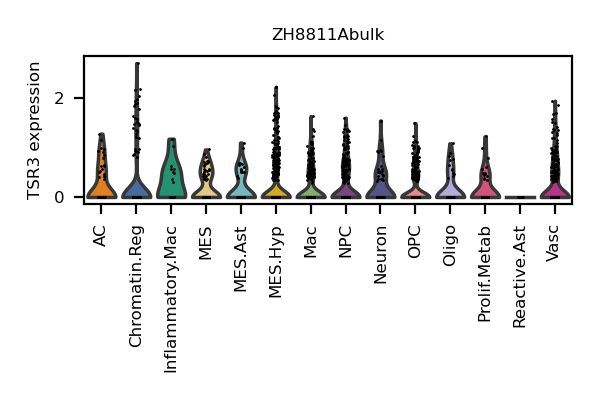 ZH8811Abulk
TSR3 expression
2
0
AC
Chromatin.Reg
Inflammatory.Mac
MES
MES.Ast
MES.Hyp
Mac
NPC
Neuron
OPC
Oligo
Prolif.Metab
Reactive.Ast
Vasc